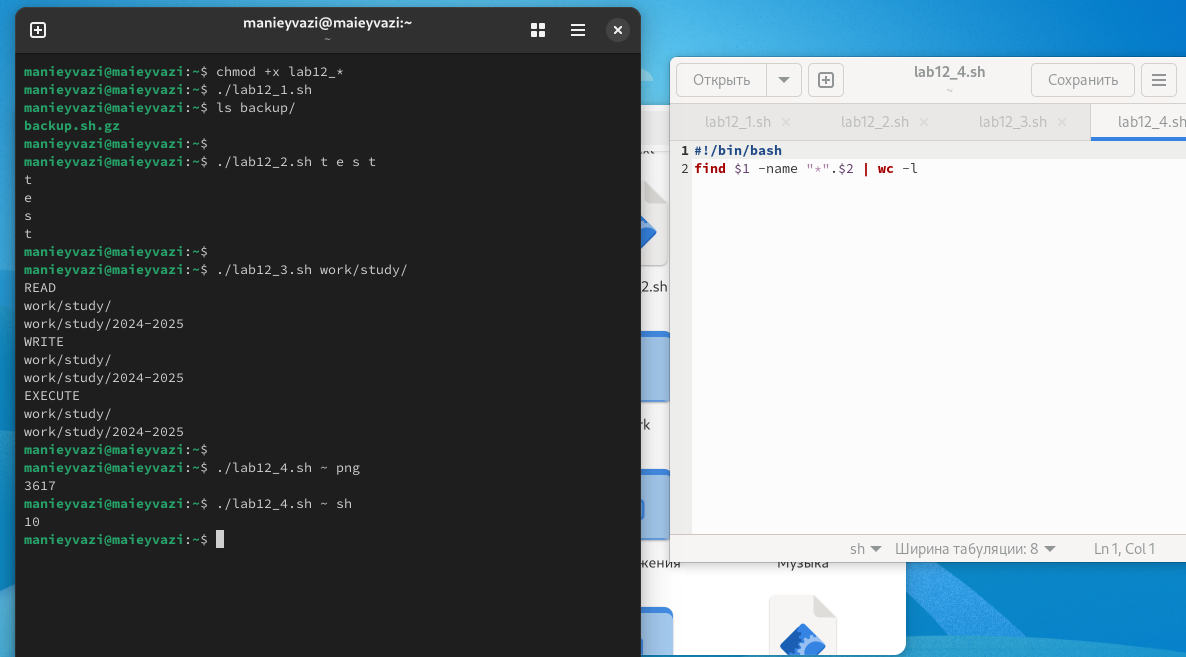 manieyvazi@maieyvazi:~
~
manieyvazi@maieyvazi:~$ chmod +x lab12_*
manieyvazi@maieyvazi:~$ ./lab12_1.sh
manieyvazi@maieyvazi:~$ ls backup/
backup.sh.gz
manieyvazi@maieyvazi:~$
manieyvazi@maieyvazi:~$ ./lab12_2.sh t e s t
t
e
s
t
manieyvazi@maieyvazi:~$
manieyvazi@maieyvazi:~$ ./lab12_3.sh work/study/
READ
work/study/
work/study/2024-2025
WRITE
work/study/
work/study/2024-2025
EXECUTE
work/study/
work/study/2024-2025
manieyvazi@maieyvazi:~$
manieyvazi@maieyvazi:~$ ./lab12_4.sh ~ png
3617
manieyvazi@maieyvazi:~$ ./lab12_4.sh ~ sh
10
manieyvazi@maieyvazi:~$
Открыть
lab12_4.sh
~
Сохранить
lab12_1.sh
lab12_2.sh
lab12_3.sh
lab12_4.sh
1 #!/bin/bash
2 find $1 -name "*".$2 | wc -l
sh
Ширина табуляции: 8
Ln 1, Col 1
2.sh
rk
жения
Музыка